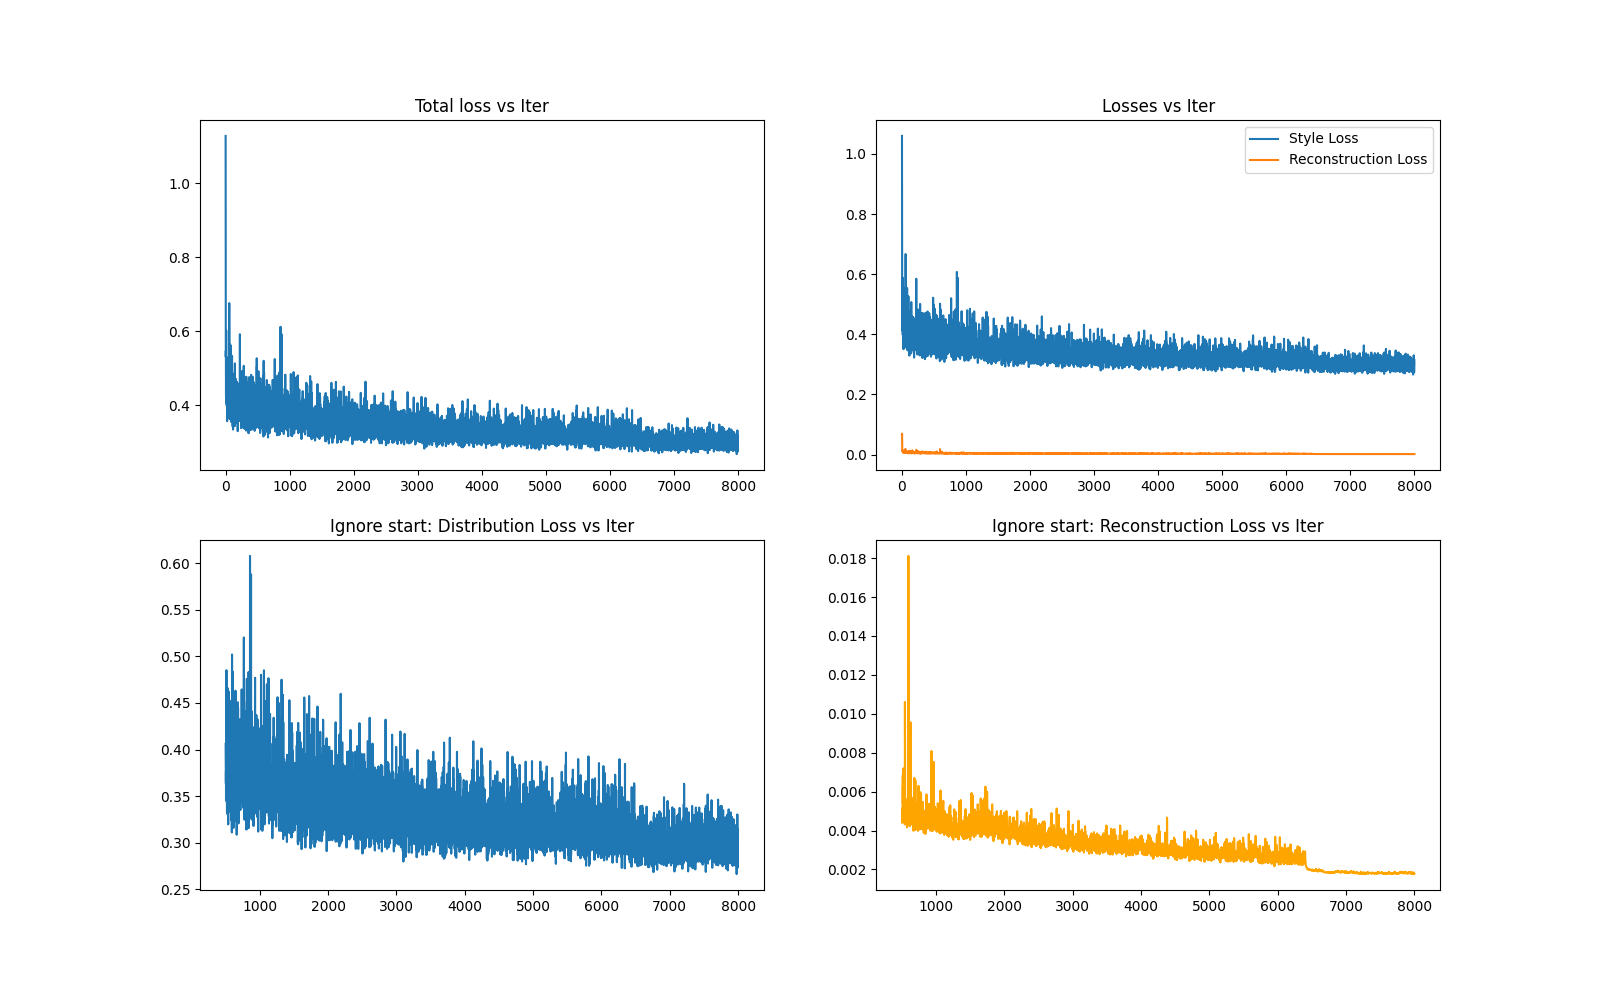 Total loss vs Iter
1.0
0.8
0.6
0.4
0 1000 2000 3000 4000 5000 6000 7000 8000
Losses vs Iter
Style Loss
Reconstruction Loss
1.0
0.8
0.6
0.4
0.2
0.0
0 1000 2000 3000 4000 5000 6000 7000 8000
Ignore start: Distribution Loss vs Iter
0.60
0.55
0.50
0.45
0.40
0.35
0.30
0.25
1000 2000 3000 4000 5000 6000 7000 8000
Ignore start: Reconstruction Loss vs Iter
0.018
0.016
0.014
0.012
0.010
0.008
0.006
0.004
0.002
1000 2000 3000 4000 5000 6000 7000 8000